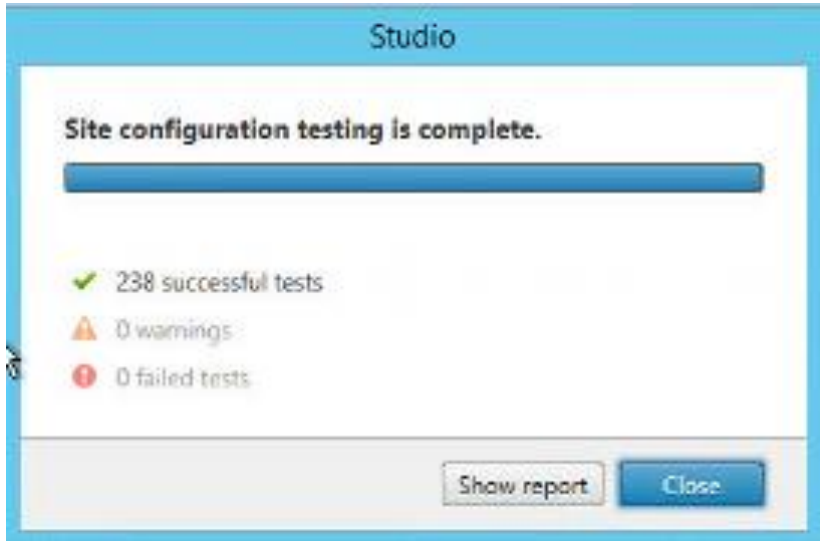 Studio
Site configuration testing is complete.
238 successful tests
0 warnings
0 failed tests
Show report
Close